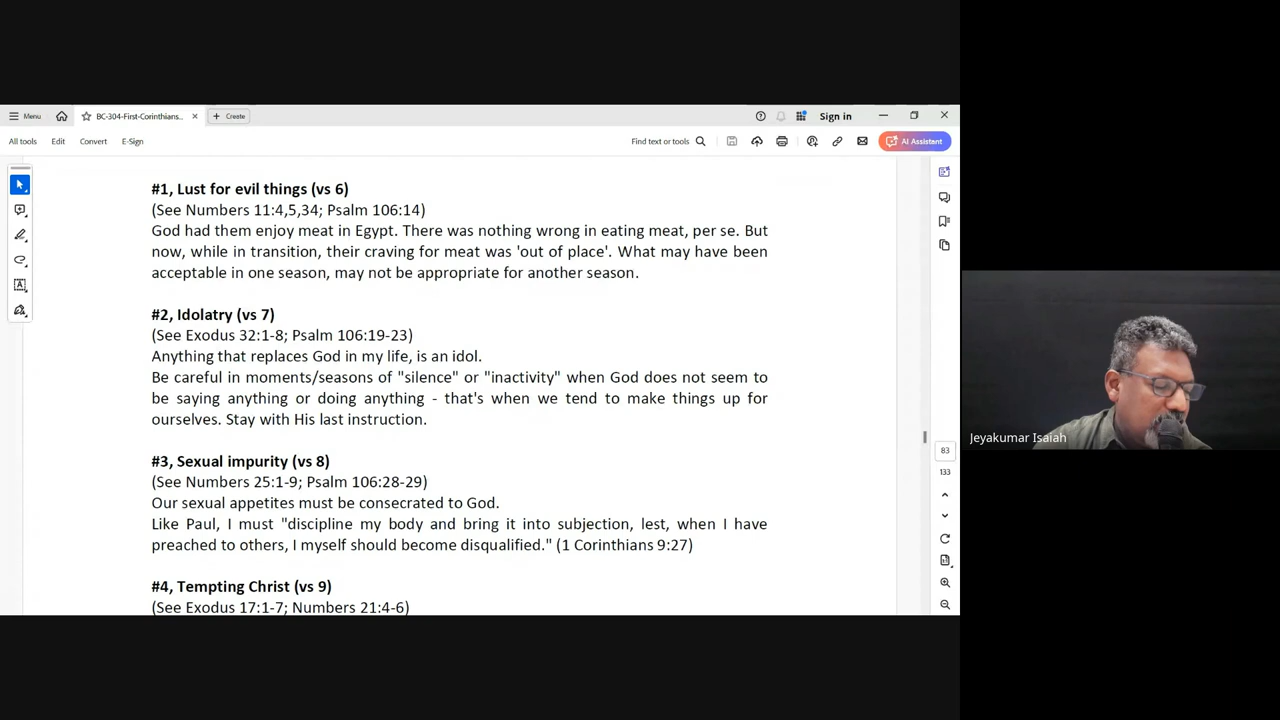 Menu
BC-304-First-Corinthians...
Create
Sign in
All tools
Edit
Convert
E-Sign
Find text or tools
AI Assistant
#1, Lust for evil things (vs 6)
(See Numbers 11:4,5,34; Psalm 106:14)
God had them enjoy meat in Egypt. There was nothing wrong in eating meat, per se. But
now, while in transition, their craving for meat was 'out of place'. What may have been
acceptable in one season, may not be appropriate for another season.
#2, Idolatry (vs 7)
(See Exodus 32:1-8; Psalm 106:19-23)
Anything that replaces God in my life, is an idol.
Be careful in moments/seasons of "silence" or "inactivity" when God does not seem to
be saying anything or doing anything - that's when we tend to make things up for
ourselves. Stay with His last instruction.
#3, Sexual impurity (vs 8)
(See Numbers 25:1-9; Psalm 106:28-29)
Our sexual appetites must be consecrated to God.
Like Paul, I must "discipline my body and bring it into subjection, lest, when I have
preached to others, I myself should become disqualified." (1 Corinthians 9:27)
#4, Tempting Christ (vs 9)
(See Exodus 17:1-7; Numbers 21:4-6)
83
133
Jeyakumar Isaiah